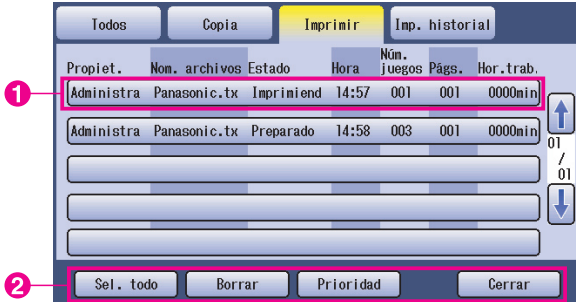 Todos Copia Imprimir Imp. historial
Núm.
Propiet. Nom. archivos Estado Hora juegos Págs. Hor.trab.
1 Administra Panasonic.tx Imprimiend 14:57 001 001 0000min
Administra Panasonic.tx Preparado 14:58 003 001 0000min
01
/
01
2 Sel. todo Borrar Prioridad Cerrar